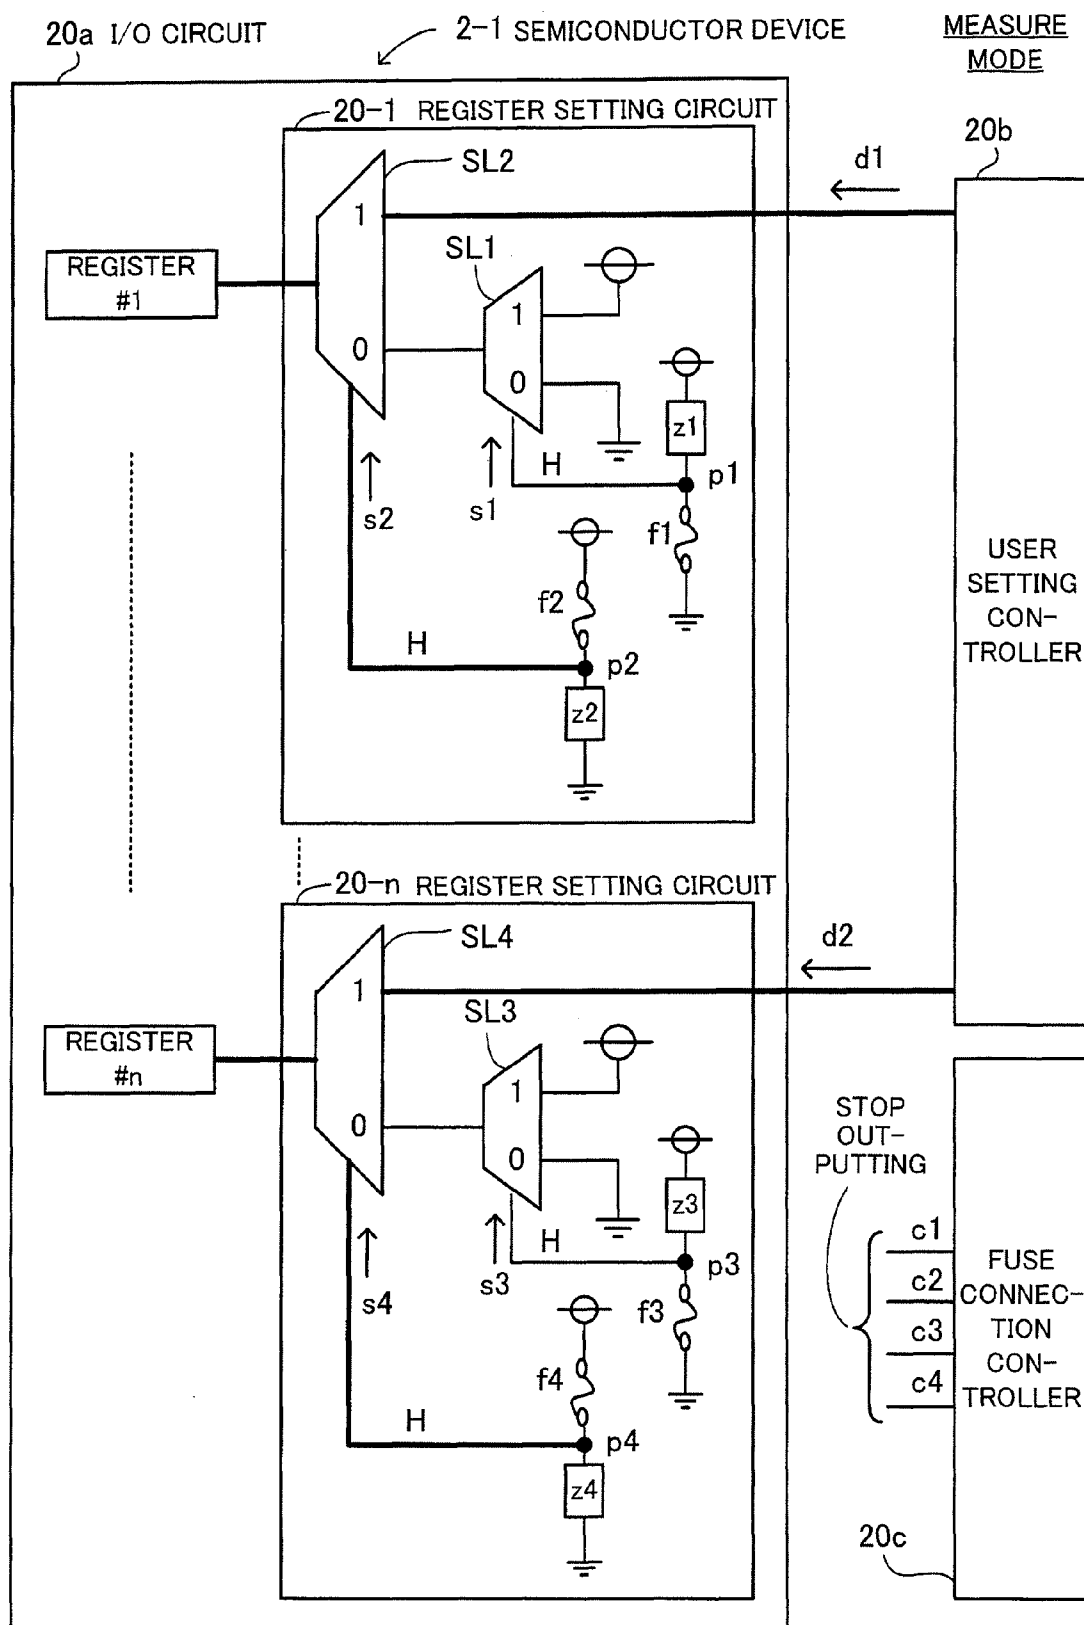 20a I/O CIRCUIT
2-1 SEMICONDUCTOR DEVICE
MEASURE
MODE
20-1 REGISTER SETTING CIRCUIT
SL2
d1
20b
1
SL1
REGISTER
#1
1
0
0
z1
H
p1
s2
s1
f1
f2
H
p2
z2
USER
SETTING
CON-
TROLLER
20-n REGISTER SETTING CIRCUIT
SL4
d2
1
SL3
REGISTER
#n
1
0
0
z3
H
p3
s4
s3
f3
f4
H
p4
z4
STOP
OUT-
PUTTING
c1
c2
c3
c4
FUSE
CONNEC-
TION
CON-
TROLLER
20c